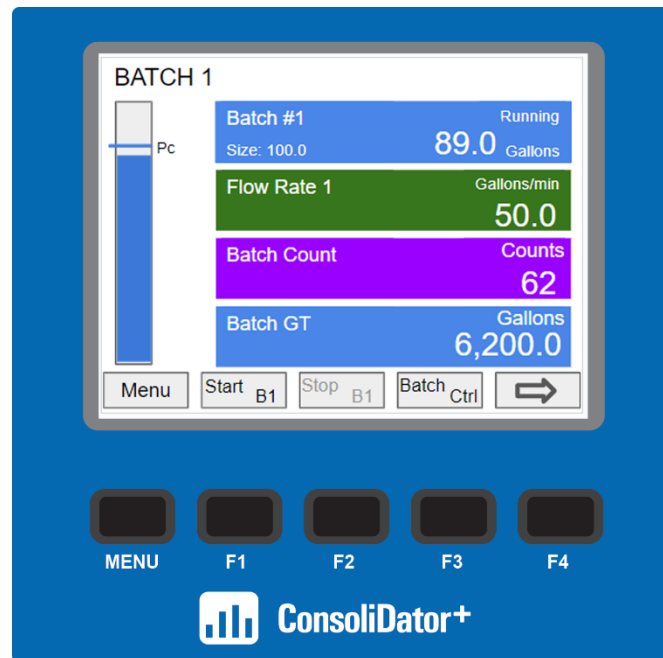 BATCH 1
Pc
Batch #1 Running
Size: 100.0 89.0 Gallons
Flow Rate 1 Gallons/min
50.0
Batch Count Counts
62
Batch GT Gallons
6,200.0
Menu Start B1 Stop B1 Batch Ctrl
MENU F1 F2 F3 F4
ConsoliDator+